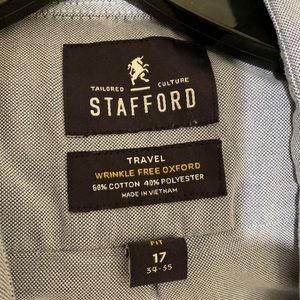 TAILORED CULTURE
STAFFORD
TRAVEL
WRINKLE FREE OXFORD
60% COTTON 40% POLYESTER
MADE IN VIETNAM
FIT
17
34-35